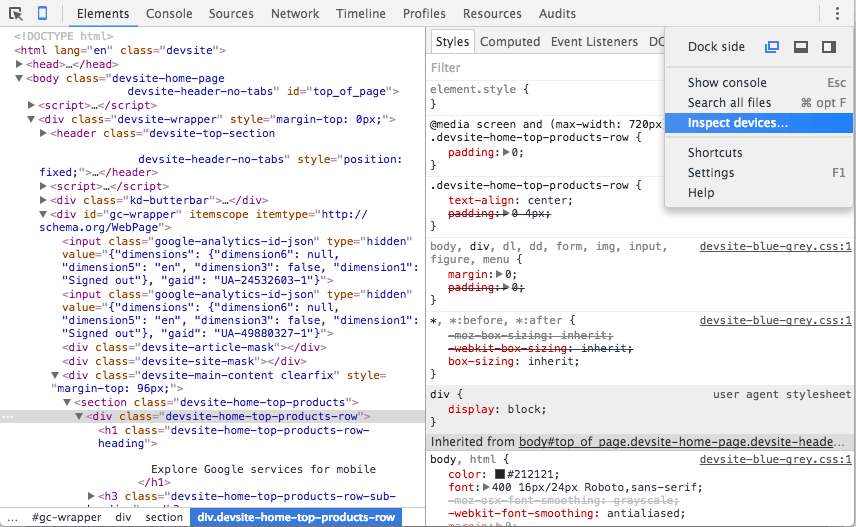 Elements Console Sources Network Timeline Profiles Resources Audits
<!DOCTYPE html>
<html lang="en" class="devsite">
<head>…</head>
<body class="devsite-home-page
devsite-header-no-tabs" id="top_of_page">
<script>…</script>
<div class="devsite-wrapper" style="margin-top: 0px;">
<header class="devsite-top-section
devsite-header-no-tabs" style="position:
fixed;">…</header>
<script>…</script>
<div class="kd-butterbar">…</div>
<div id="gc-wrapper" itemscope itemtype="http://
schema.org/WebPage">
<input class="google-analytics-id-json" type="hidden"
value="{"dimensions": {"dimension6": null,
"dimension5": "en", "dimension3": false, "dimension1":
"Signed out"}, "gaid": "UA-24532603-1"}">
<input class="google-analytics-id-json" type="hidden"
value="{"dimensions": {"dimension6": null,
"dimension5": "en", "dimension3": false, "dimension1":
"Signed out"}, "gaid": "UA-49880327-1"}">
<div class="devsite-article-mask"></div>
<div class="devsite-site-mask"></div>
<div class="devsite-main-content clearfix" style=
"margin-top: 96px;">
<section class="devsite-home-top-products">
… <div class="devsite-home-top-products-row">
<h1 class="devsite-home-top-products-row-
heading">
Explore Google services for mobile
</h1>
<h3 class="devsite-home-top-products-row-sub-
… #gc-wrapper div section div.devsite-home-top-products-row
Styles Computed Event Listeners DO
Filter
element.style {
}
@media screen and (max-width: 720px
.devsite-home-top-products-row {
padding: 0;
}
.devsite-home-top-products-row {
text-align: center;
padding: 0 4px;
}
body, div, dl, dd, form, img, input, devsite-blue-grey.css:1
figure, menu {
margin: 0;
padding: 0;
}
*, *:before, *:after { devsite-blue-grey.css:1
-moz-box-sizing: inherit;
-webkit-box-sizing: inherit;
box-sizing: inherit;
}
div { user agent stylesheet
display: block;
}
Inherited from body#top_of_page.devsite-home-page.devsite-heade…
body, html { devsite-blue-grey.css:1
color: #212121;
font: 400 16px/24px Roboto,sans-serif;
-moz-osx-font-smoothing: grayscale;
-webkit-font-smoothing: antialiased;
margin: 0;
Dock side
Show console Esc
Search all files ⌘ opt F
Inspect devices…
Shortcuts
Settings F1
Help